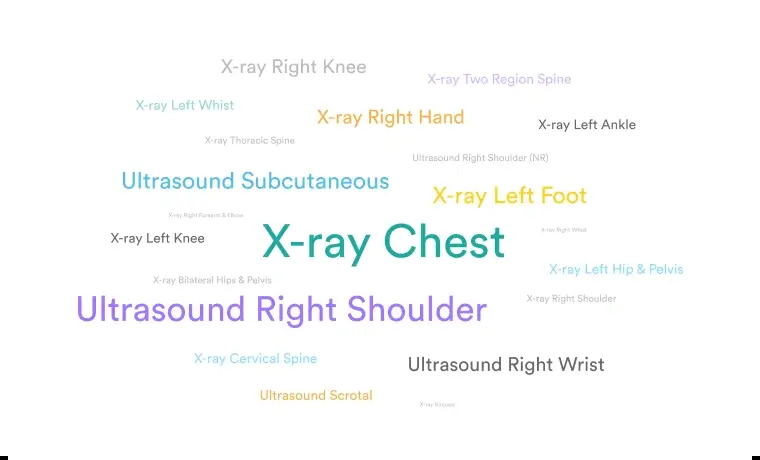 X-ray Right Knee
X-ray Two Region Spine
X-ray Left Whist
X-ray Right Hand
X-ray Left Ankle
X-ray Thoracic Spine
Ultrasound Right Shoulder (NR)
Ultrasound Subcutaneous
X-ray Left Foot
X-ray Right Forearm & Elbow
X-ray Chest
X-ray Right Whist
X-ray Left Knee
X-ray Left Hip & Pelvis
X-ray Bilateral Hips & Pelvis
X-ray Right Shoulder
Ultrasound Right Shoulder
X-ray Cervical Spine
Ultrasound Right Wrist
Ultrasound Scrotal
X-ray